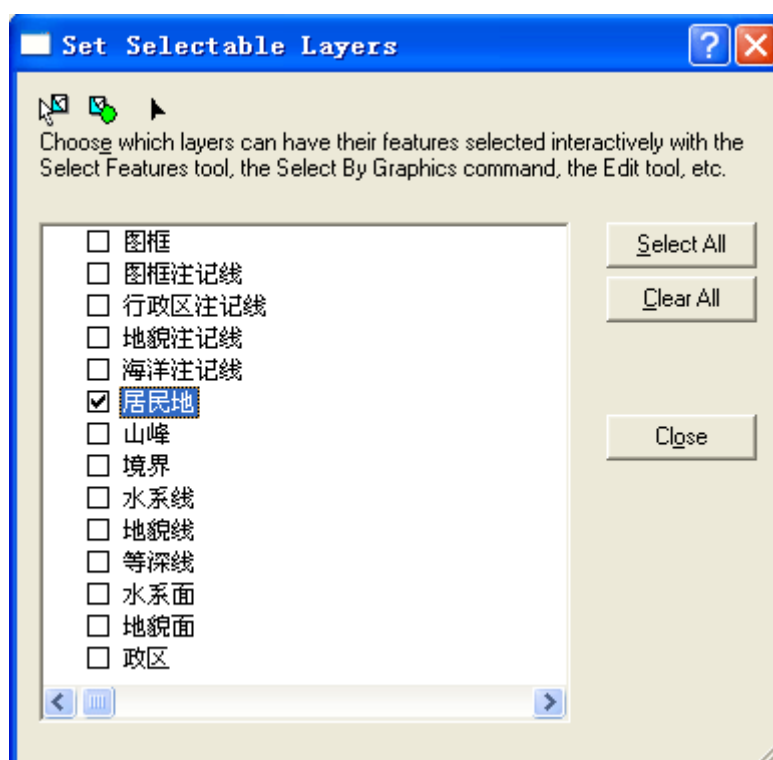 Set Selectable Layers
Choose which layers can have their features selected interactively with the
Select Features tool, the Select By Graphics command, the Edit tool, etc.
图框
图框注记线
行政区注记线
地貌注记线
海洋注记线
居民地
山峰
境界
水系线
地貌线
等深线
水系面
地貌面
政区
Select All
Clear All
Close